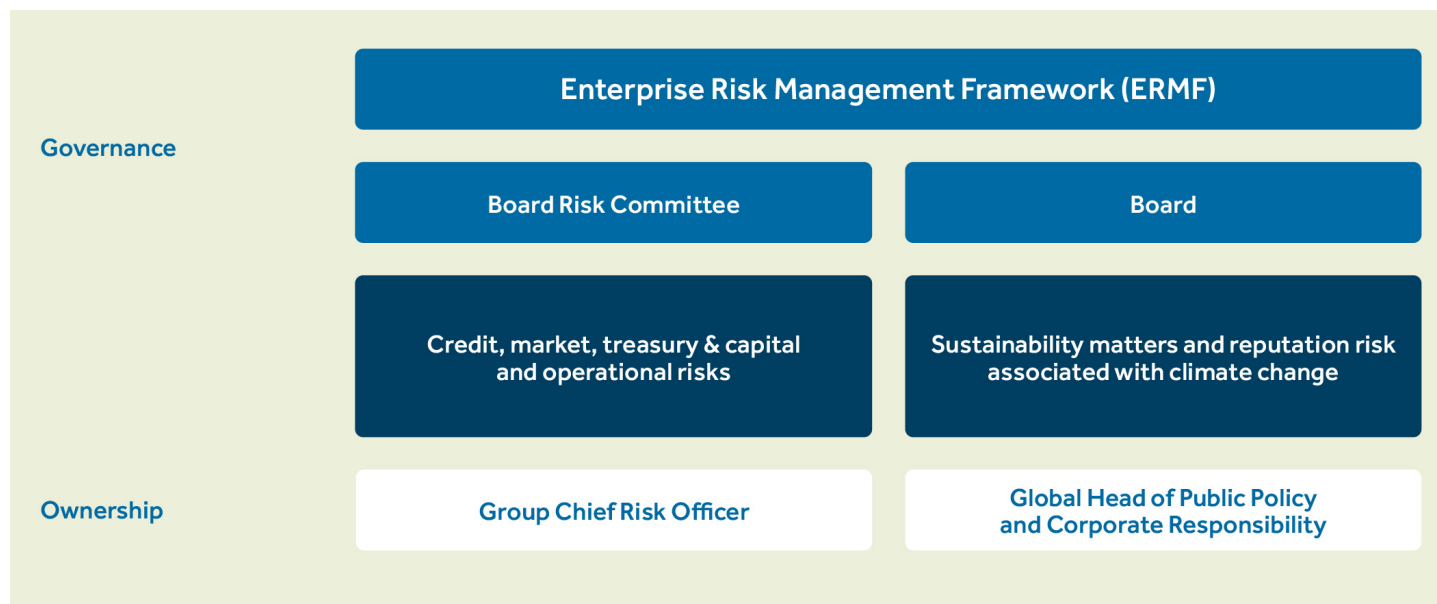 Enterprise Risk Management Framework (ERMF)
Governance
Board Risk Committee
Board
Credit, market, treasury & capital
and operational risks
Sustainability matters and reputation risk
associated with climate change
Ownership
Group Chief Risk Officer
Global Head of Public Policy
and Corporate Responsibility